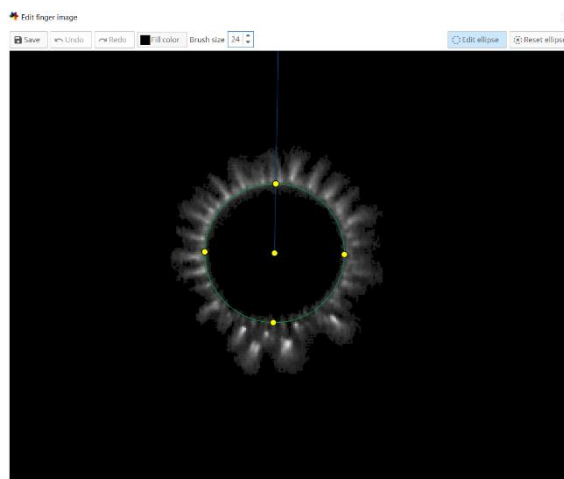 Edit finger image
Save Undo Redo Fill color Brush size 24 Edit ellipse Reset ellipse